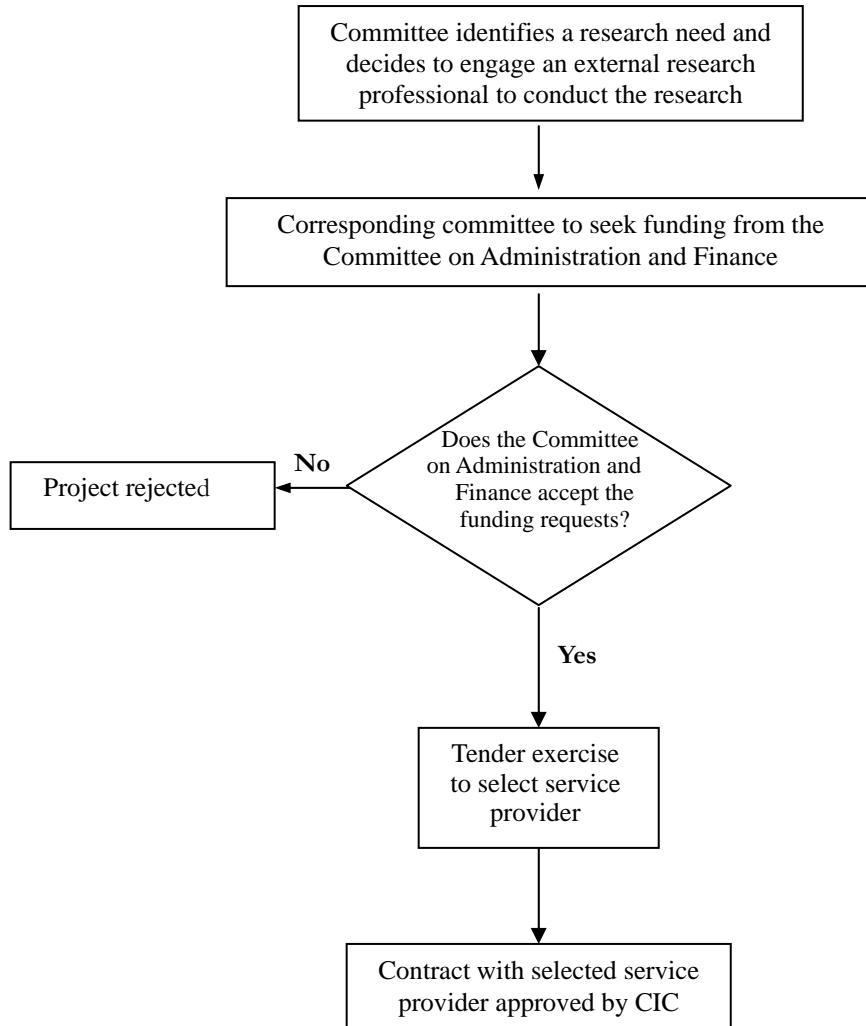 Committee identifies a research need and
decides to engage an external research
professional to conduct the research
Corresponding committee to seek funding from the
Committee on Administration and Finance
Does the Committee
on Administration and
Finance accept the
funding requests?
No
Project rejected
Yes
Tender exercise
to select service
provider
Contract with selected service
provider approved by CIC